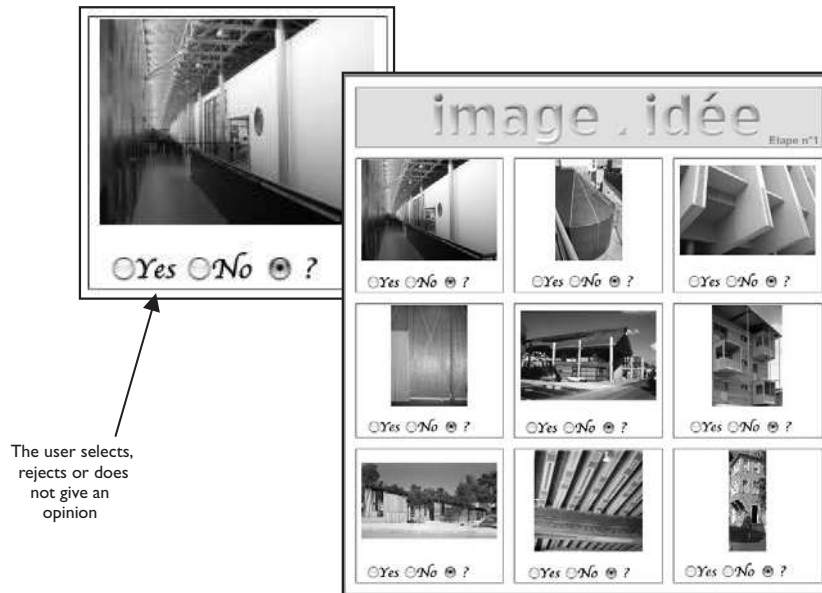 Yes No ?
image . idée
Etape n°1
Yes No ? Yes No ? Yes No ?
Yes No ? Yes No ? Yes No ?
Yes No ? Yes No ? Yes No ?
The user selects,
rejects or does
not give an
opinion